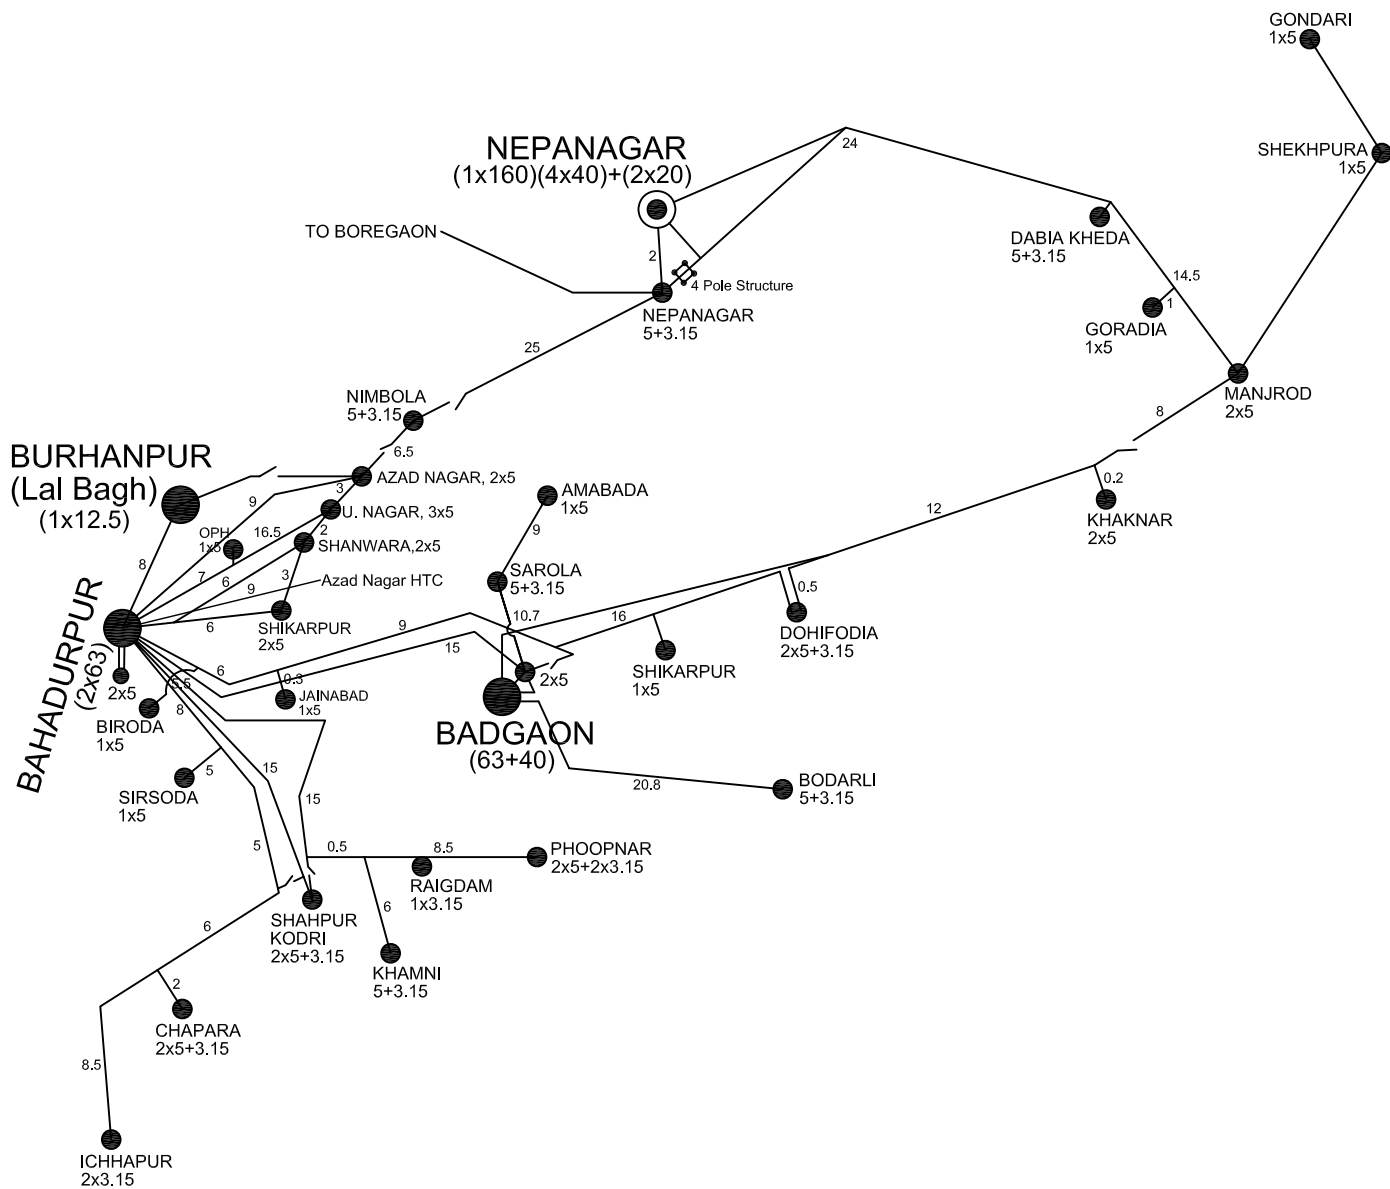 GONDARI
1x5
SHEKHPURA
1x5
24
NEPANAGAR
(1x160)(4x40)+(2x20)
TO BOREGAON
DABIA KHEDA
5+3.15
2
4 Pole Structure
14.5
1
NEPANAGAR
5+3.15
GORADIA
1x5
25
MANJROD
2x5
NIMBOLA
5+3.15
8
6.5
BURHANPUR
(Lal Bagh)
(1x12.5)
AZAD NAGAR, 2x5
3
9
U. NAGAR, 3x5
AMABADA
1x5
0.2
12
KHAKNAR
2x5
OPH
1x5
16.5
2
9
SHANWARA,2x5
8
7
6
9
3
Azad Nagar HTC
SAROLA
5+3.15
0.5
6
SHIKARPUR
2x5
9
10.7
16
DOHIFODIA
2x5+3.15
15
SHIKARPUR
1x5
BAHADURPUR
(2x63)
2x5
6
5.5
0.3
JAINABAD
1x5
2x5
8
BIRODA
1x5
BADGAON
(63+40)
5
15
SIRSODA
1x5
15
20.8
BODARLI
5+3.15
5
0.5
8.5
PHOOPNAR
2x5+2x3.15
RAIGDAM
1x3.15
6
6
SHAHPUR
KODRI
2x5+3.15
KHAMNI
5+3.15
2
CHAPARA
2x5+3.15
8.5
ICHHAPUR
2x3.15